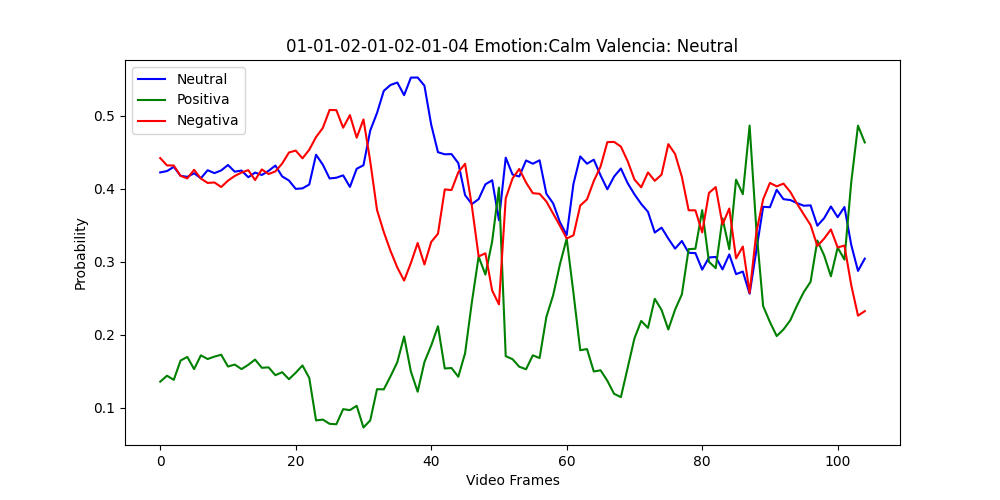 01-01-02-01-02-01-04 Emotion:Calm Valencia: Neutral
Neutral
Positiva
Negativa
0.5
0.4
0.3
0.2
0.1
Probability
0 20 40 60 80 100
Video Frames